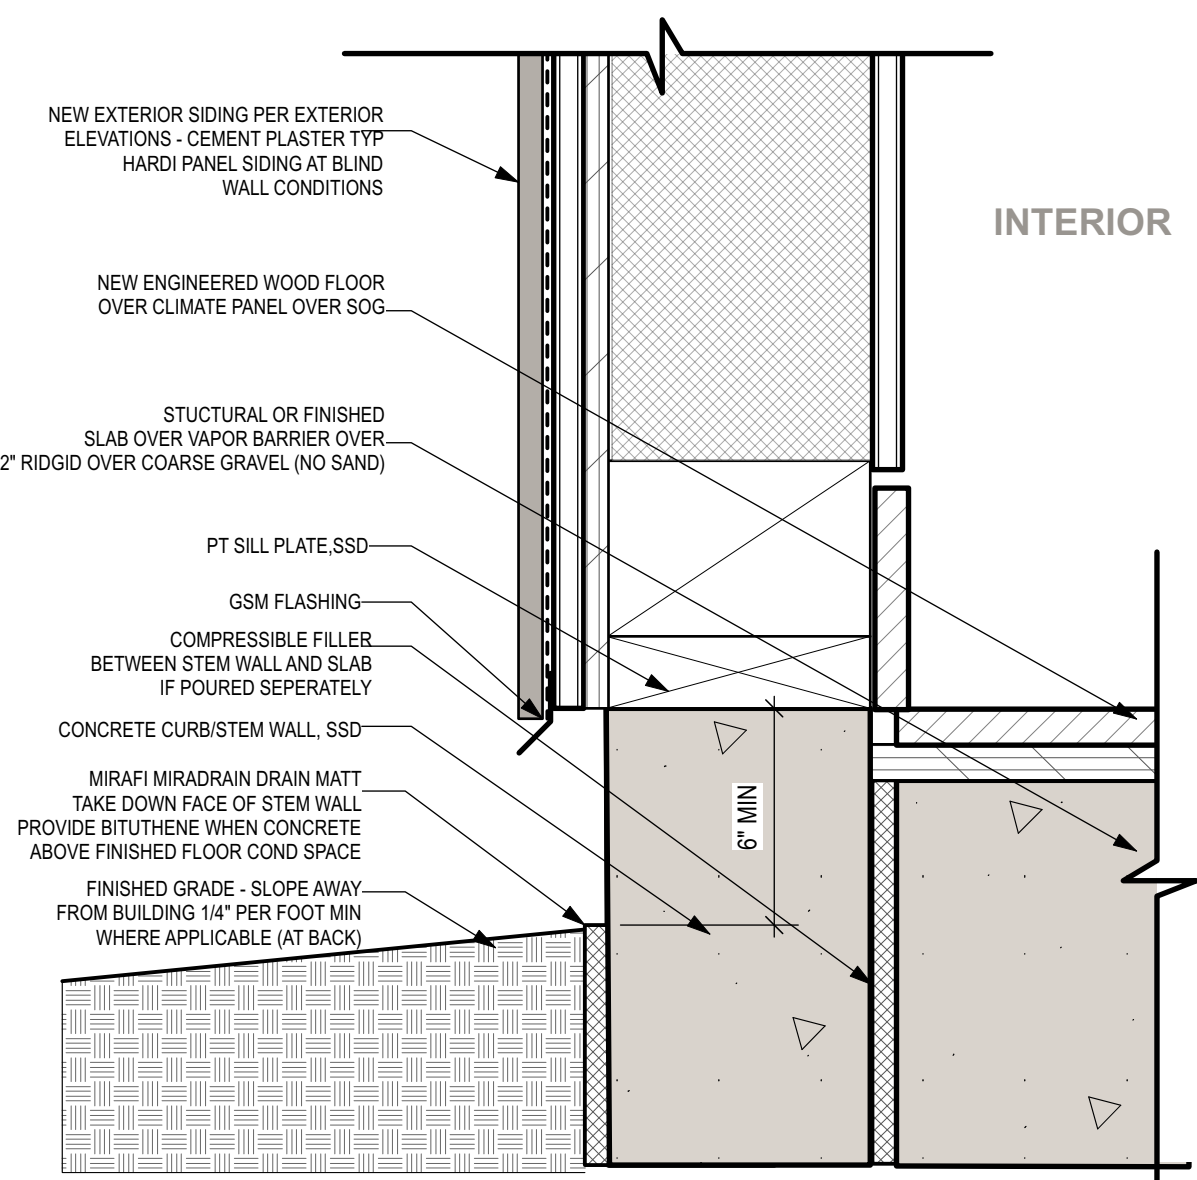 NEW EXTERIOR SIDING PER EXTERIOR
ELEVATIONS - CEMENT PLASTER TYP
HARDI PANEL SIDING AT BLIND
WALL CONDITIONS
INTERIOR
NEW ENGINEERED WOOD FLOOR
OVER CLIMATE PANEL OVER SOG
STUCTURAL OR FINISHED
SLAB OVER VAPOR BARRIER OVER
2" RIDGID OVER COARSE GRAVEL (NO SAND)
PT SILL PLATE,SSD
GSM FLASHING
COMPRESSIBLE FILLER
BETWEEN STEM WALL AND SLAB
IF POURED SEPERATELY
CONCRETE CURB/STEM WALL, SSD
MIRAFI MIRADRAIN DRAIN MATT
TAKE DOWN FACE OF STEM WALL
PROVIDE BITUTHENE WHEN CONCRETE
ABOVE FINISHED FLOOR COND SPACE
6" MIN
FINISHED GRADE - SLOPE AWAY
FROM BUILDING 1/4" PER FOOT MIN
WHERE APPLICABLE (AT BACK)